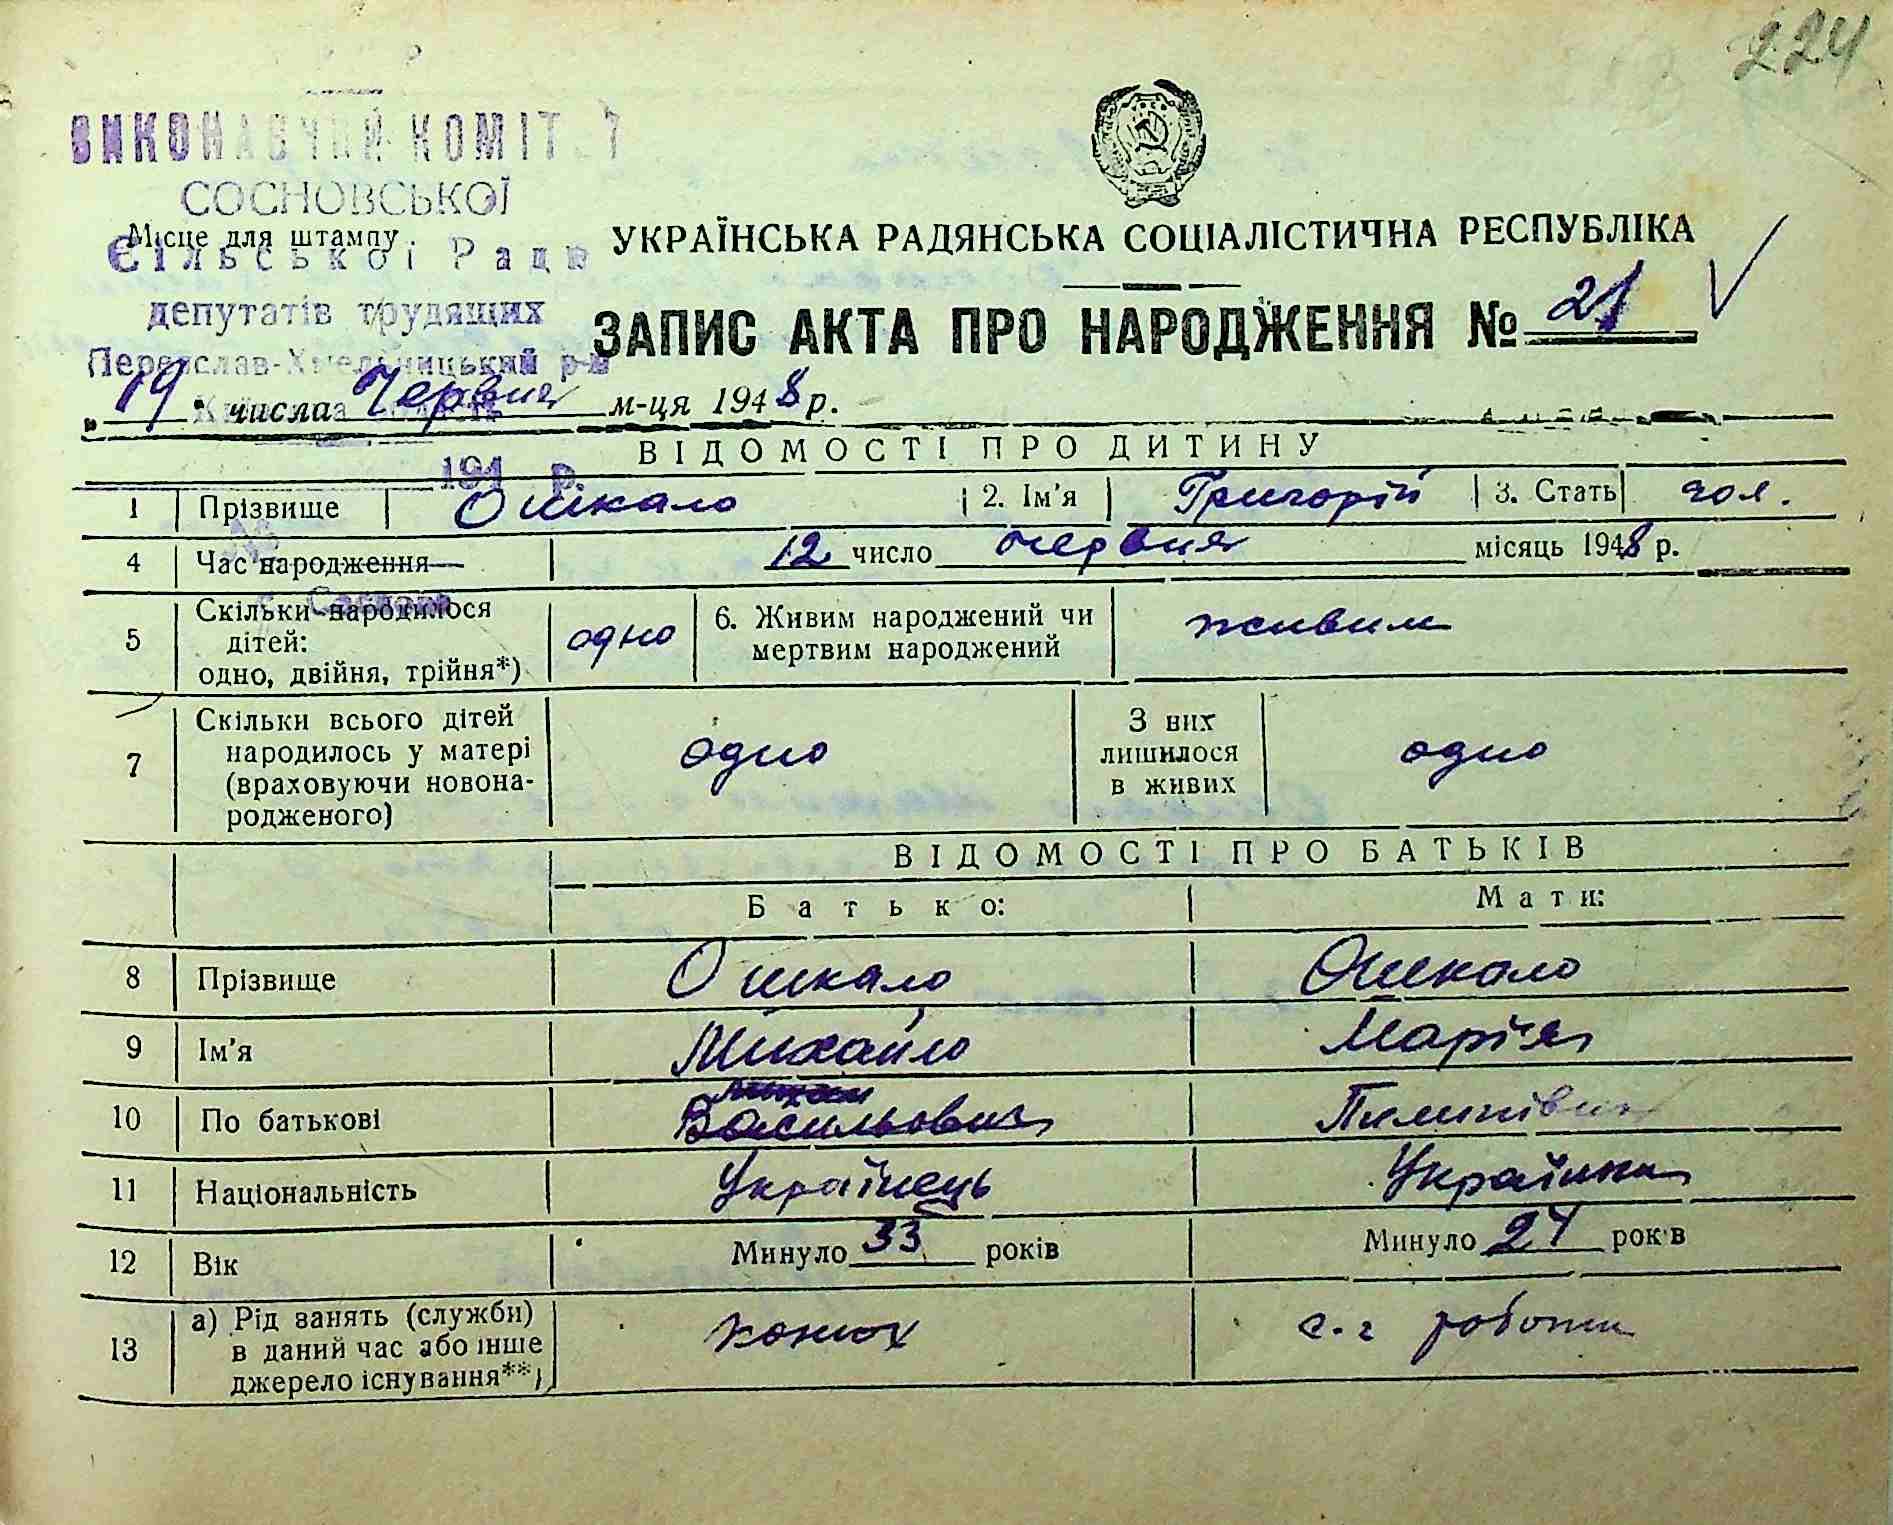 224
ВИКОНАВЧИЙ КОМІТЕТ
СОСНОВСЬКОЇ
Місце для штампу
Сільської Ради
депутатів трудящих
Переяслав-Хмельницький р-н
УКРАЇНСЬКА РАДЯНСЬКА СОЦІАЛІСТИЧНА РЕСПУБЛІКА
ЗАПИС АКТА ПРО НАРОДЖЕННЯ № 21
„19" числа Червня м-ця 1948 р.
194 р.
ВІДОМОСТІ ПРО ДИТИНУ
1 Прізвище Ошкало 2. Ім'я Григорій 3. Стать чол.
4 Час народження 12 число червня місяць 1948 р.
с. Соснова
5 Скільки народилося дітей: одно, двійня, трійня*) одно 6. Живим народжений чи мертвим народжений живим
7 Скільки всього дітей народилось у матері (враховуючи новонародженого) одно З них лишилося в живих одно
ВІДОМОСТІ ПРО БАТЬКІВ
Батько: Мати:
8 Прізвище Ошкало Ошкало
9 Ім'я Михайло Марія
10 По батькові Васильович
11 Національність Українець Українка
12 Вік Минуло 33 років Минуло 24 років
13 а) Рід занять (служби) в даний час або інше джерело існування**) конюх с.-г роботи